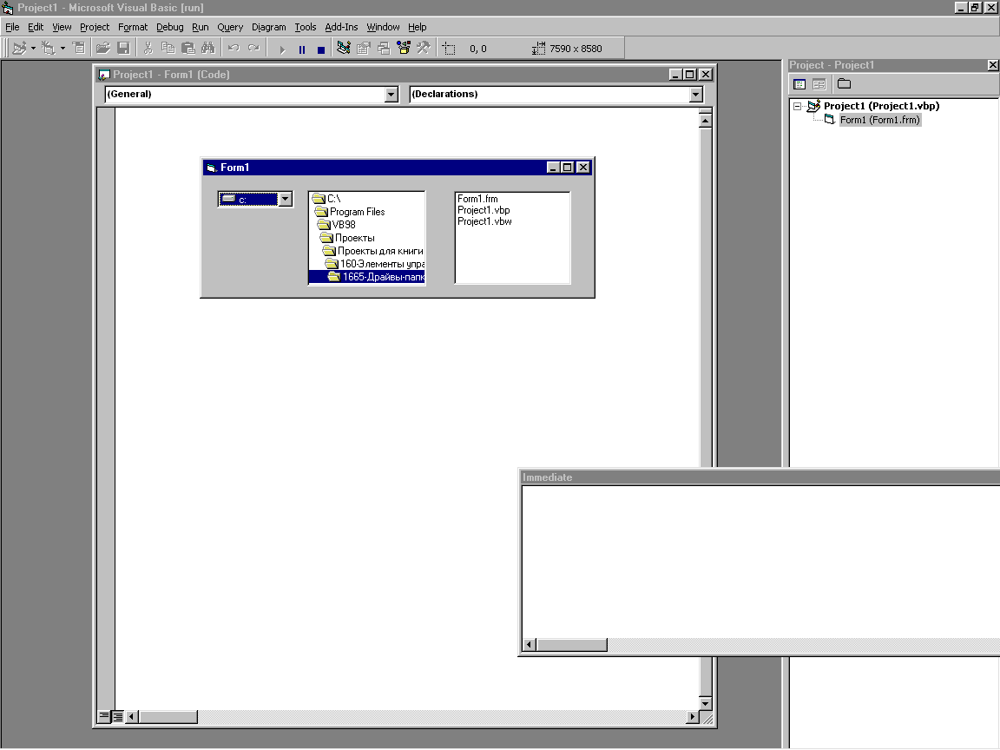 Project1 - Microsoft Visual Basic [run]
File Edit View Project Format Debug Run Query Diagram Tools Add-Ins Window Help
0, 0 7590 x 8580
Project1 - Form1 (Code)
(General) (Declarations)
Form1
c:
C:\
Program Files
VB98
Проекты
Проекты для книги
160-Элементы упра
1665-Драйвы-папк
Form1.frm
Project1.vbp
Project1.vbw
Project - Project1
Project1 (Project1.vbp)
Form1 (Form1.frm)
Immediate